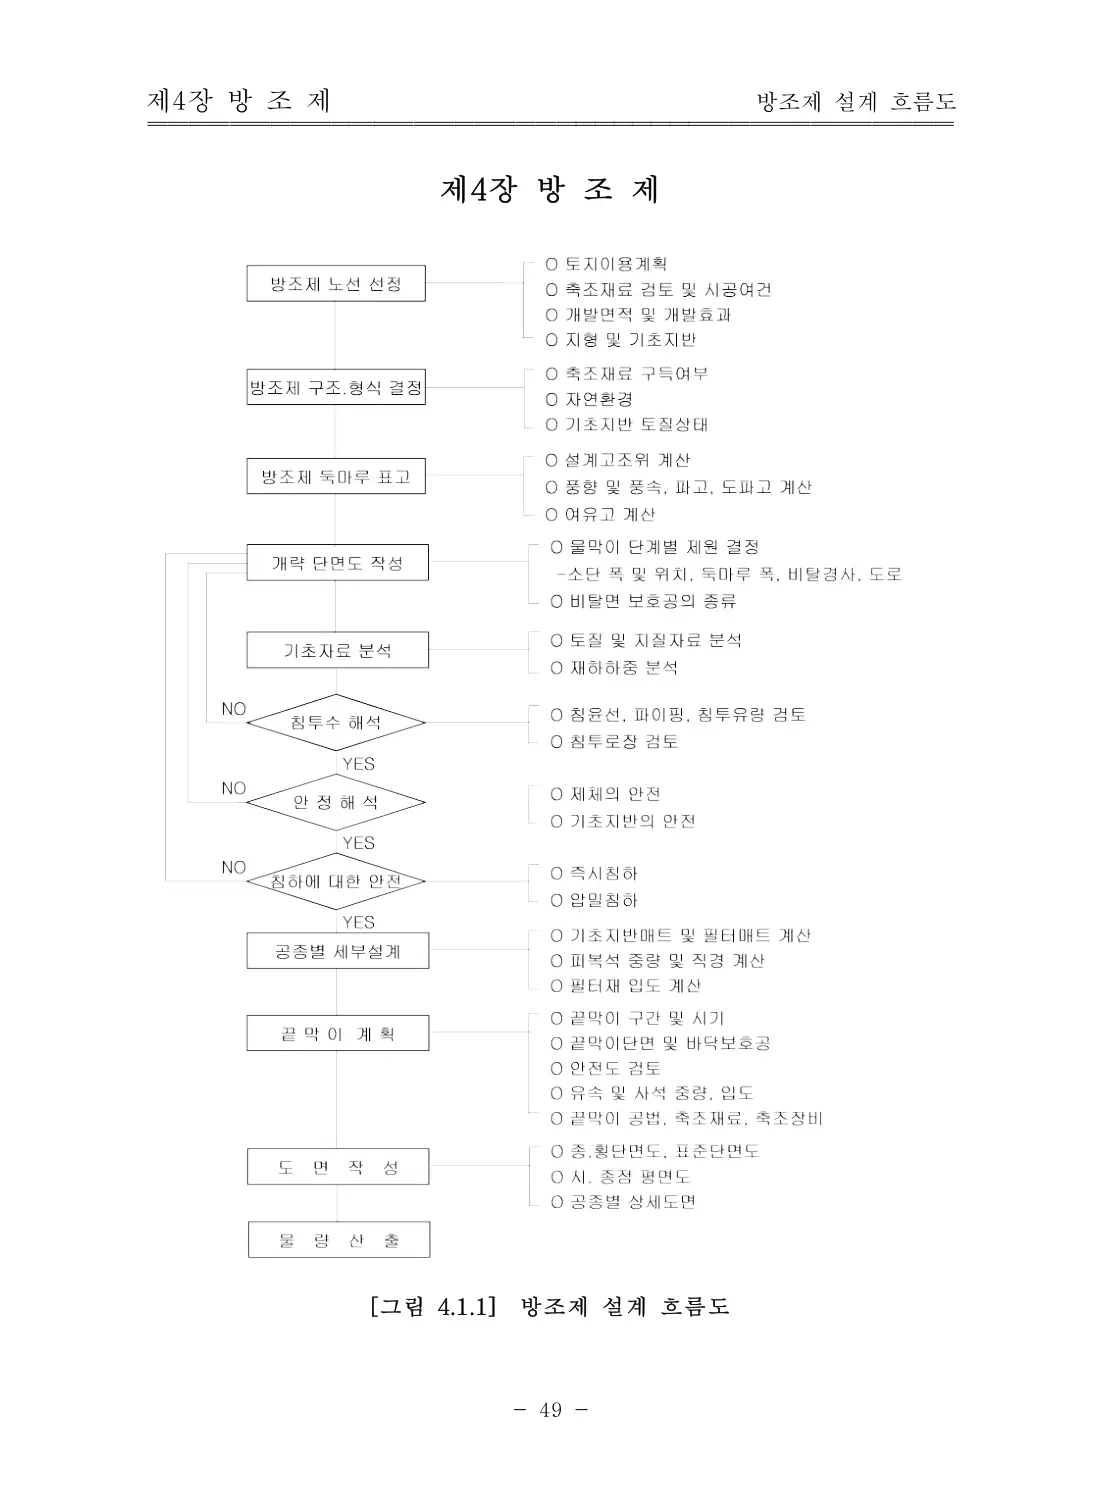 제4장 방 조 제
방조제 설계 흐름도
제4장 방 조 제
방조제 노선 선정
O 토지이용계획
O 축조재료 검토 및 시공여건
O 개발면적 및 개발효과
O 지형 및 기초지반
방조제 구조.형식 결정
O 축조재료 구득여부
O 자연환경
O 기초지반 토질상태
방조제 둑마루 표고
O 설계고조위 계산
O 풍향 및 풍속, 파고, 도파고 계산
O 여유고 계산
개략 단면도 작성
O 물막이 단계별 제원 결정
-소단 폭 및 위치, 둑마루 폭, 비탈경사, 도로
O 비탈면 보호공의 종류
기초자료 분석
O 토질 및 지질자료 분석
O 재하하중 분석
NO
침투수 해석
O 침윤선, 파이핑, 침투유량 검토
O 침투로장 검토
YES
NO
안 정 해 석
O 제체의 안전
O 기초지반의 안전
YES
NO
침하에 대한 안전
O 즉시침하
O 압밀침하
YES
공종별 세부설계
O 기초지반매트 및 필터매트 계산
O 피복석 중량 및 직경 계산
O 필터재 입도 계산
끝 막 이 계 획
O 끝막이 구간 및 시기
O 끝막이단면 및 바닥보호공
O 안전도 검토
O 유속 및 사석 중량, 입도
O 끝막이 공법, 축조재료, 축조장비
도 면 작 성
O 종.횡단면도, 표준단면도
O 시. 종점 평면도
O 공종별 상세도면
물 량 산 출
[그림 4.1.1] 방조제 설계 흐름도
- 49 -